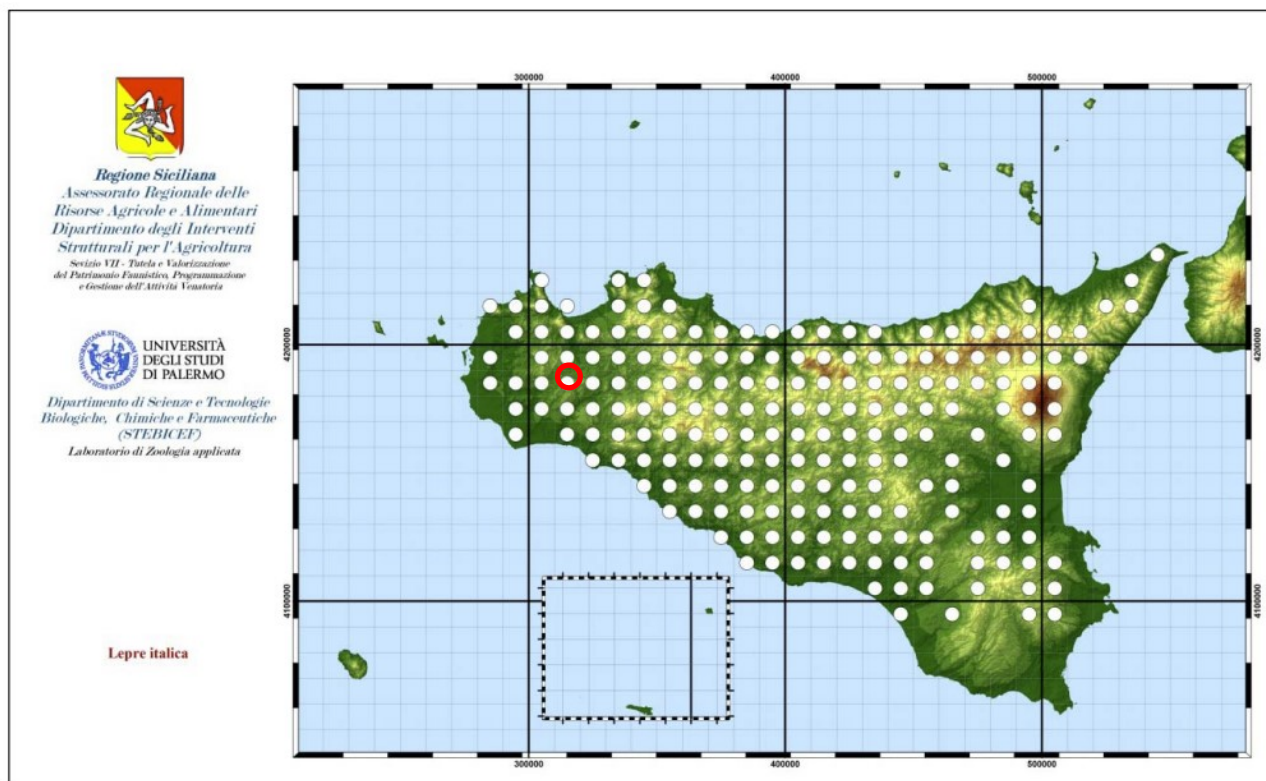 Regione Siciliana
Assessorato Regionale delle
Risorse Agricole e Alimentari
Dipartimento degli Interventi
Strutturali per l'Agricoltura
Sevizio VII - Tutela e Valorizzazione
del Patrimonio Faunistico, Programmazione
e Gestione dell'Attività Venatoria
UNIVERSITÀ
DEGLI STUDI
DI PALERMO
Dipartimento di Scienze e Tecnologie
Biologiche, Chimiche e Farmaceutiche
(STEBICEF)
Laboratorio di Zoologia applicata
Lepre italica
300000 400000 500000
4200000 4200000
4100000 4100000
300000 400000 500000